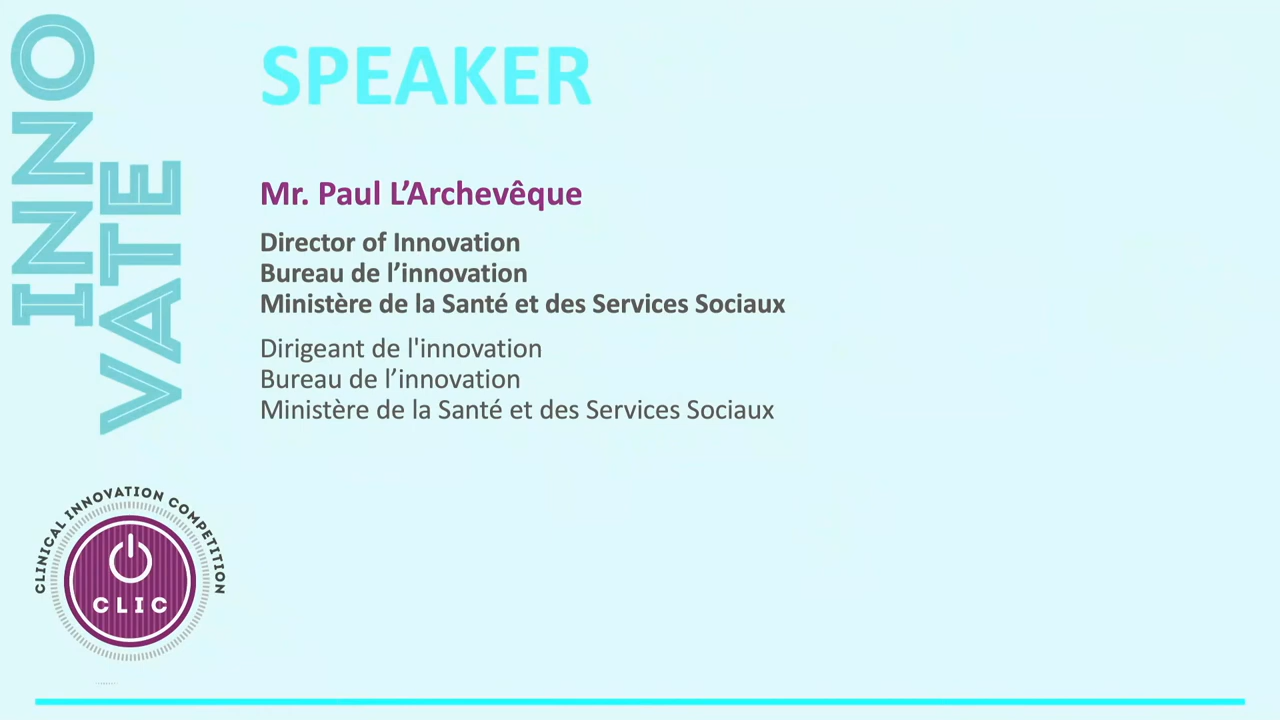 INNO
VATE
SPEAKER
Mr. Paul L’Archevêque
Director of Innovation
Bureau de l’innovation
Ministère de la Santé et des Services Sociaux
Dirigeant de l'innovation
Bureau de l’innovation
Ministère de la Santé et des Services Sociaux
CLINICAL INNOVATION COMPETITION
CLIC